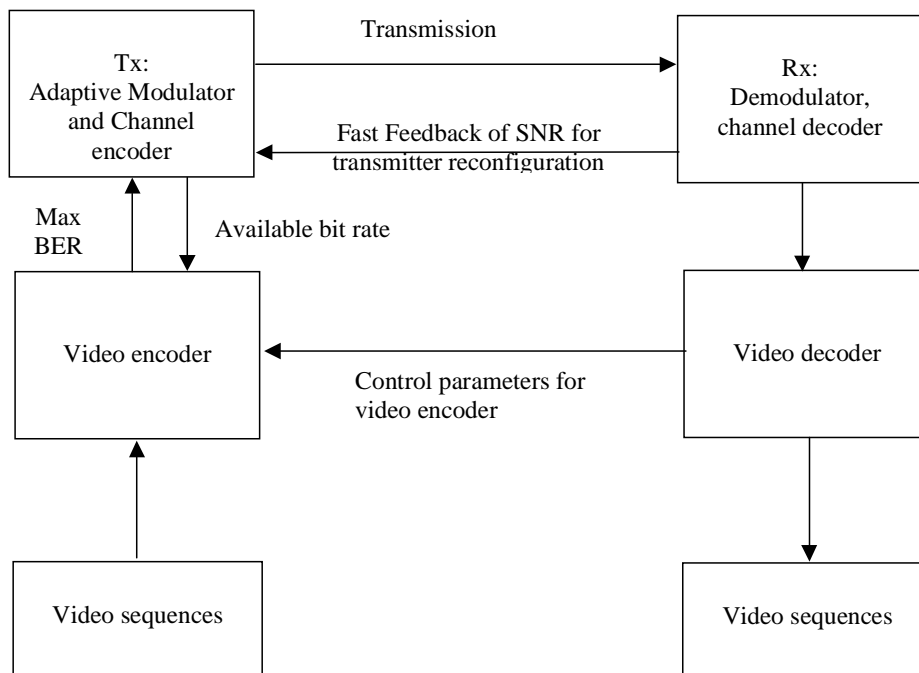 Transmission
Tx:
Adaptive Modulator
and Channel
encoder
Rx:
Demodulator,
channel decoder
Fast Feedback of SNR for
transmitter reconfiguration
Max
BER
Available bit rate
Video encoder
Video decoder
Control parameters for
video encoder
Video sequences
Video sequences